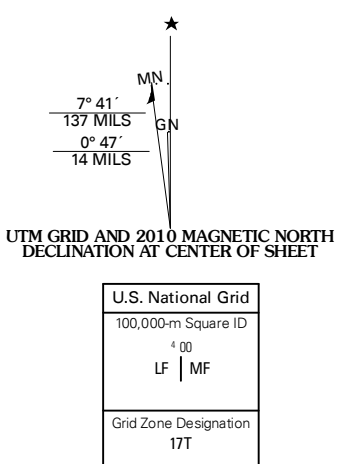 ★
MN
7° 41´
137 MILS
GN
0° 47´
14 MILS
UTM GRID AND 2010 MAGNETIC NORTH
DECLINATION AT CENTER OF SHEET
U.S. National Grid
100,000-m Square ID
4 00
LF MF
Grid Zone Designation
17T